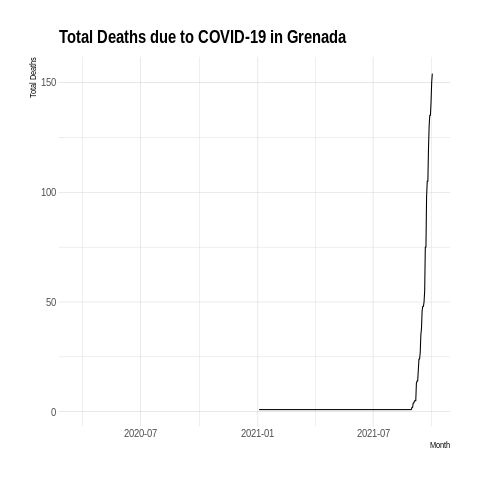 Total Deaths due to COVID-19 in Grenada
Total Deaths
150
100
50
0
2020-07
2021-01
2021-07
Month